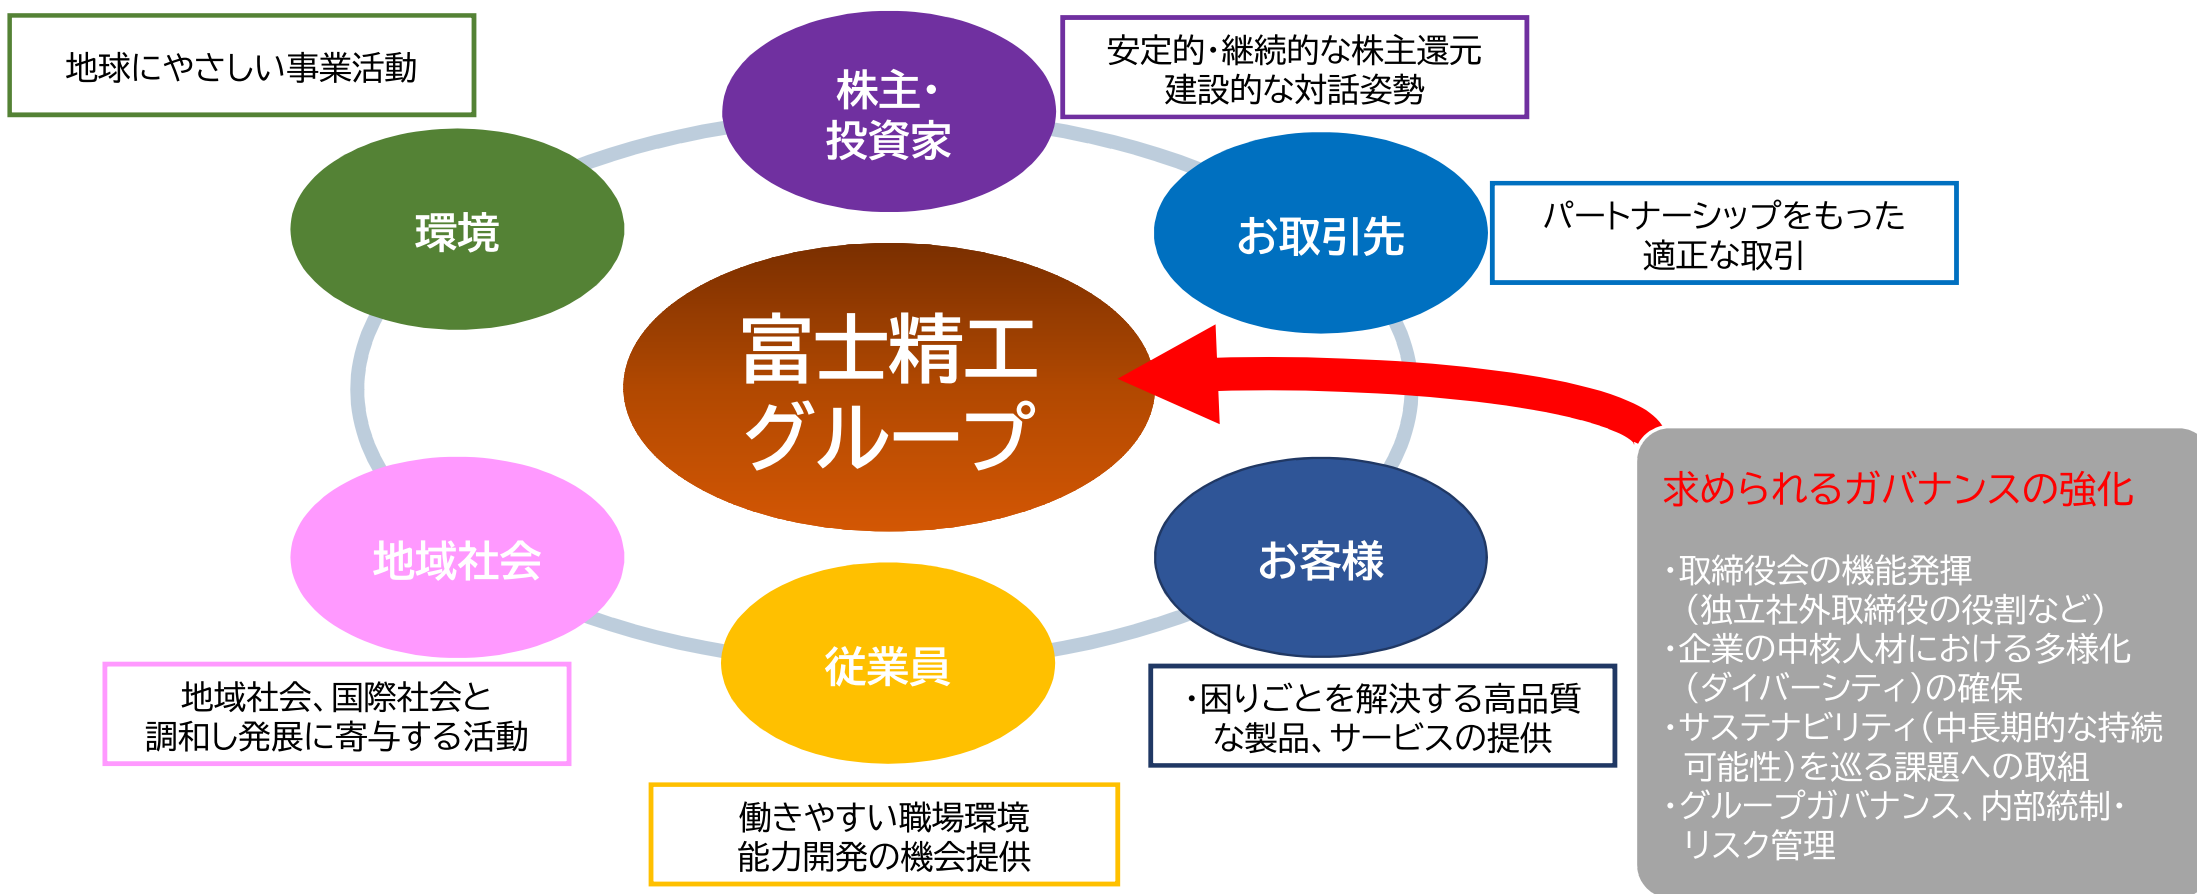 地球にやさしい事業活動
株主・
投資家
安定的・継続的な株主還元
建設的な対話姿勢
環境
お取引先
パートナーシップをもった
適正な取引
富士精工
グループ
地域社会
お客様
従業員
地域社会、国際社会と
調和し発展に寄与する活動
・困りごとを解決する高品質
な製品、サービスの提供
働きやすい職場環境
能力開発の機会提供
求められるガバナンスの強化
・取締役会の機能発揮
（独立社外取締役の役割など）
・企業の中核人材における多様化
（ダイバーシティ）の確保
・サステナビリティ（中長期的な持続
可能性）を巡る課題への取組
・グループガバナンス、内部統制・
リスク管理